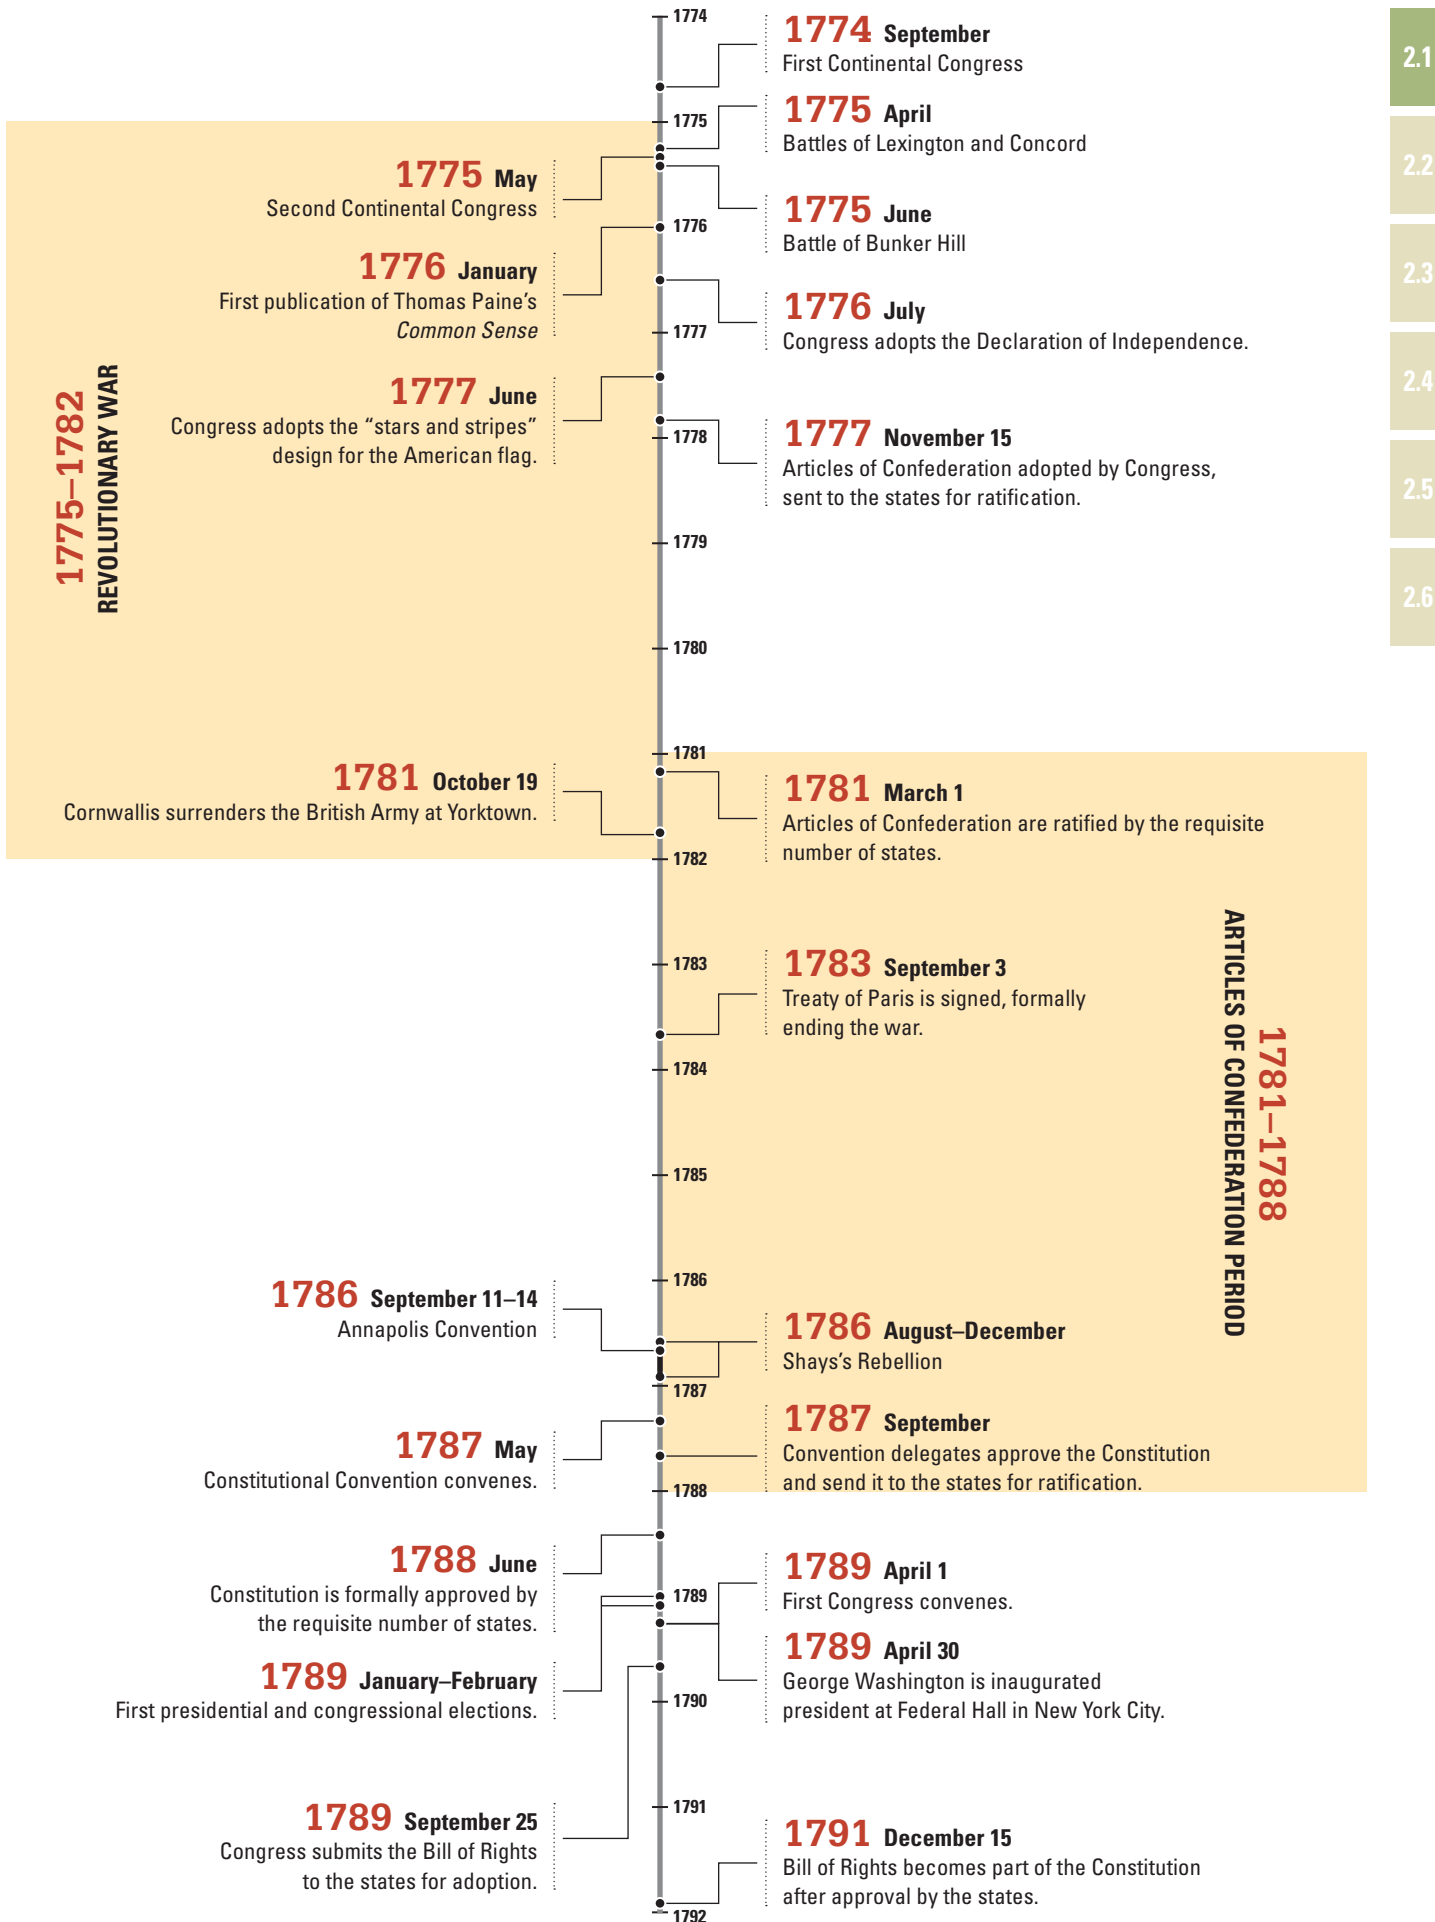 1774
1774 September
First Continental Congress
1775
1775 April
Battles of Lexington and Concord
1775 May
Second Continental Congress
1775 June
Battle of Bunker Hill
1776
1776 January
First publication of Thomas Paine’s
Common Sense
1776 July
Congress adopts the Declaration of Independence.
1777
1777 June
Congress adopts the “stars and stripes”
design for the American flag.
1777 November 15
Articles of Confederation adopted by Congress,
sent to the states for ratification.
1778
1775–1782
REVOLUTIONARY WAR
1779
1780
1781
1781 October 19
Cornwallis surrenders the British Army at Yorktown.
1781 March 1
Articles of Confederation are ratified by the requisite
number of states.
1782
1783
1783 September 3
Treaty of Paris is signed, formally
ending the war.
1784
1781–1788
ARTICLES OF CONFEDERATION PERIOD
1785
1786
1786 September 11–14
Annapolis Convention
1786 August–December
Shays’s Rebellion
1787
1787 May
Constitutional Convention convenes.
1787 September
Convention delegates approve the Constitution
and send it to the states for ratification.
1788
1788 June
Constitution is formally approved by
the requisite number of states.
1789
1789 April 1
First Congress convenes.
1789 January–February
First presidential and congressional elections.
1789 April 30
George Washington is inaugurated
president at Federal Hall in New York City.
1790
1791
1789 September 25
Congress submits the Bill of Rights
to the states for adoption.
1791 December 15
Bill of Rights becomes part of the Constitution
after approval by the states.
1792
2.1
2.2
2.3
2.4
2.5
2.6